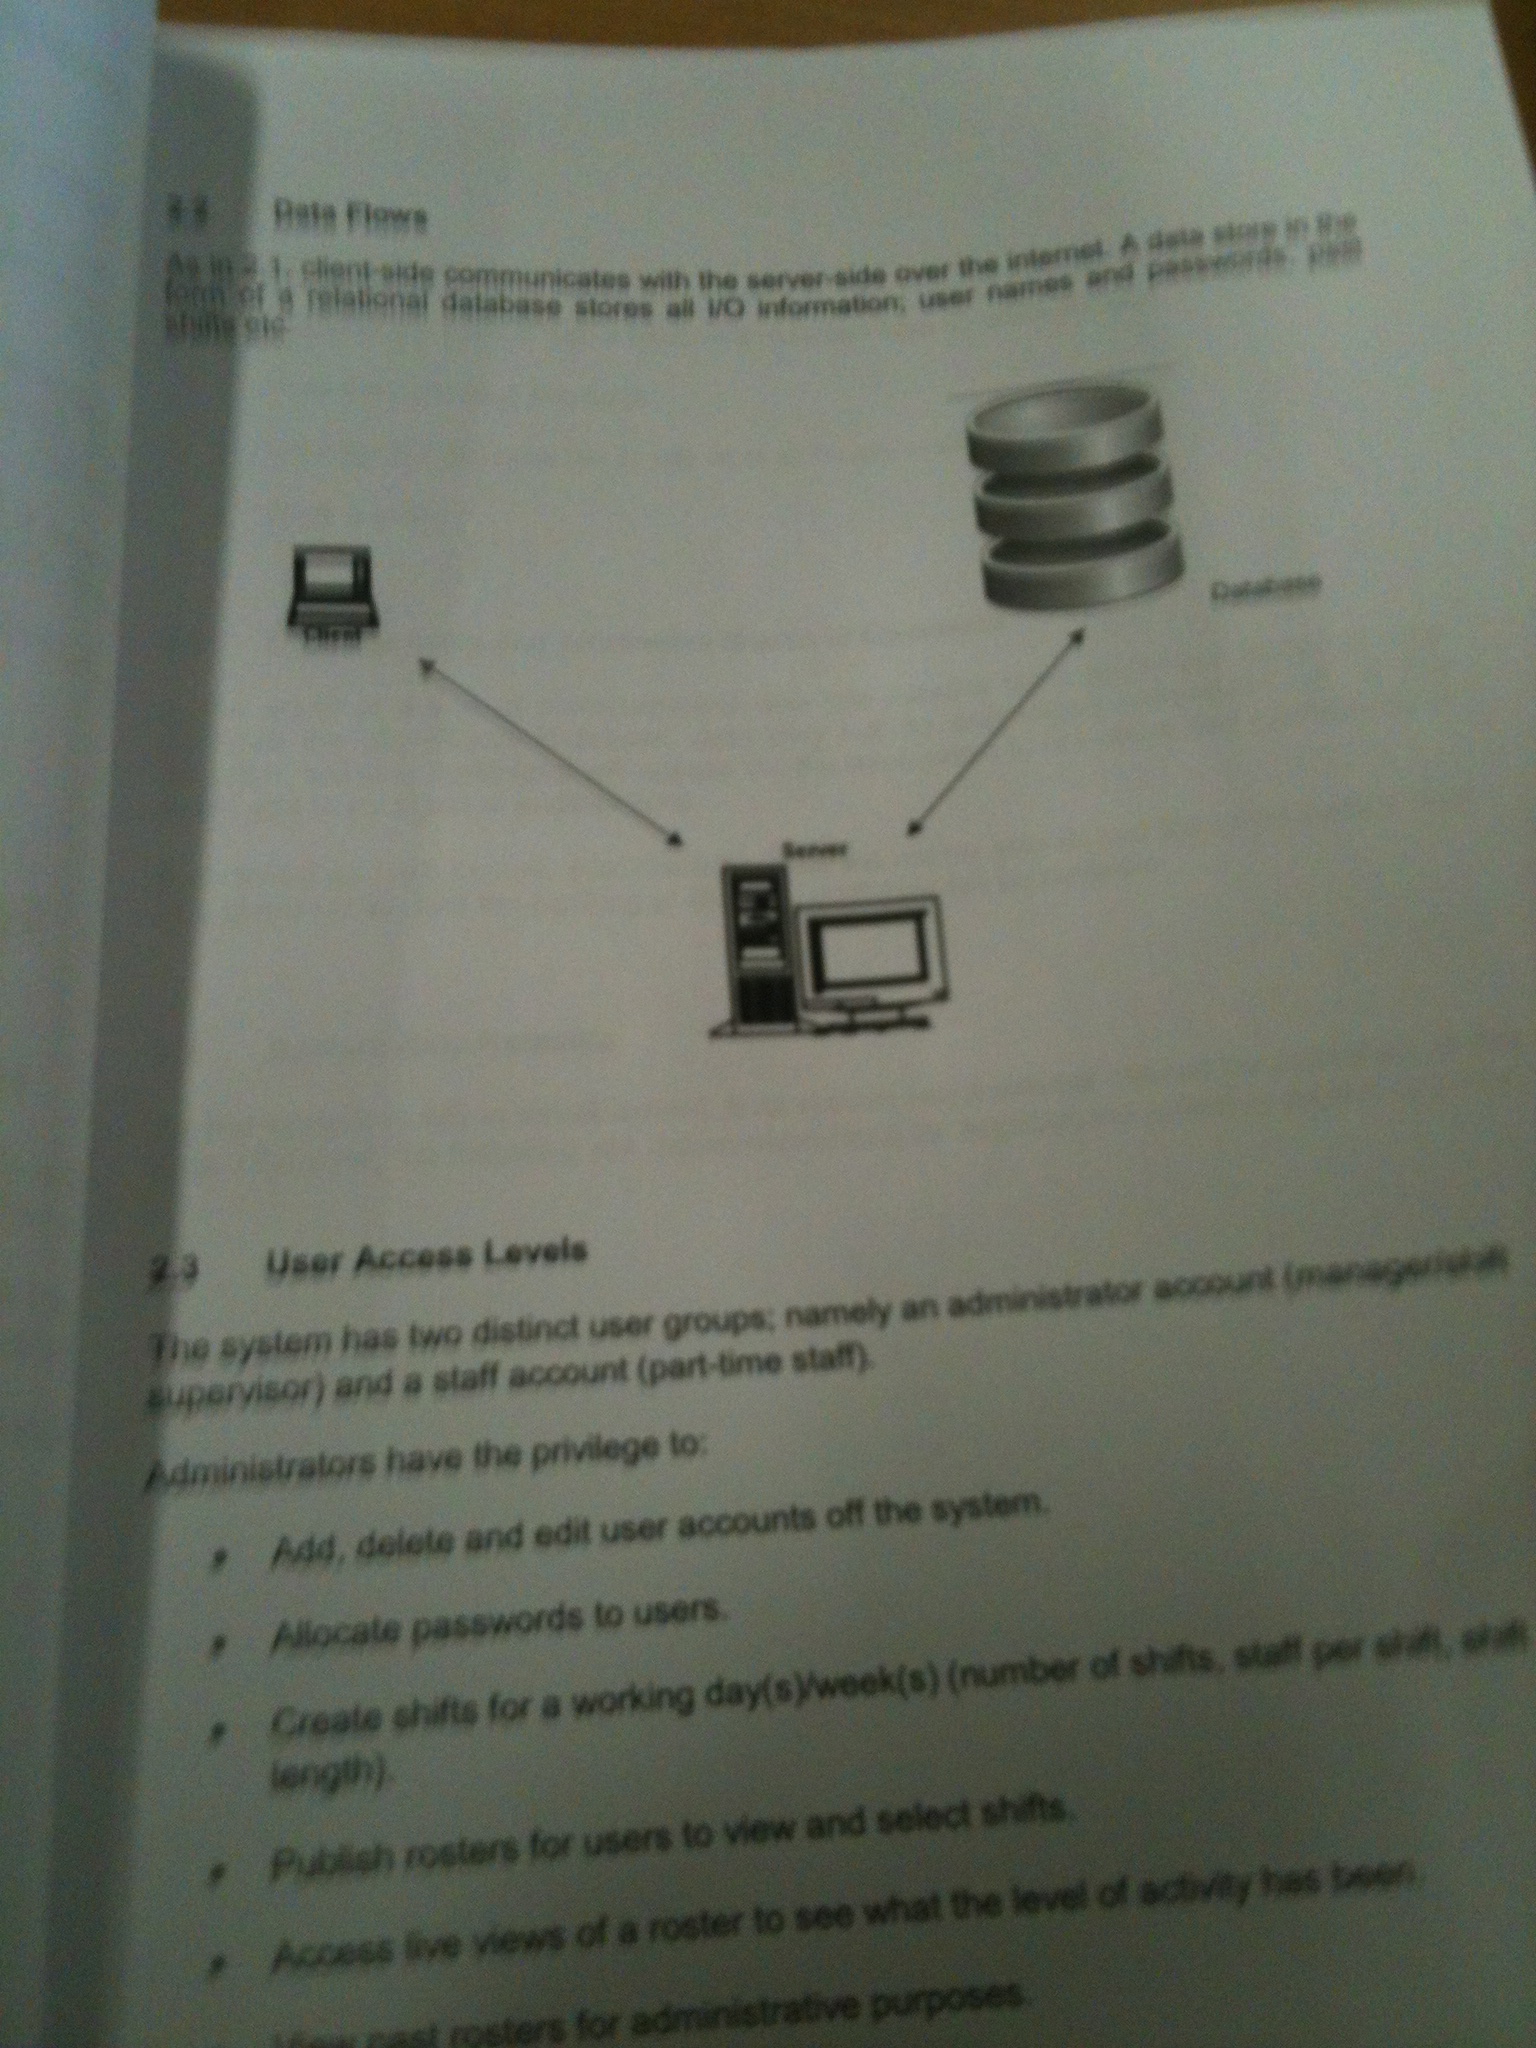 2.2 Data Flows
As in 2.1, client-side communicates with the server-side over the internet. A data store in the
form of a relational database stores all I/O information; user names and passwords, past
shifts etc
Database
Client
Server
2.3 User Access Levels
The system has two distinct user groups; namely an administrator account (manager/shift
supervisor) and a staff account (part-time staff).
Administrators have the privilege to:
• Add, delete and edit user accounts off the system.
• Allocate passwords to users.
• Create shifts for a working day(s)/week(s) (number of shifts, staff per shift, shift
length).
• Publish rosters for users to view and select shifts.
• Access live views of a roster to see what the level of activity has been.
View past rosters for administrative purposes.